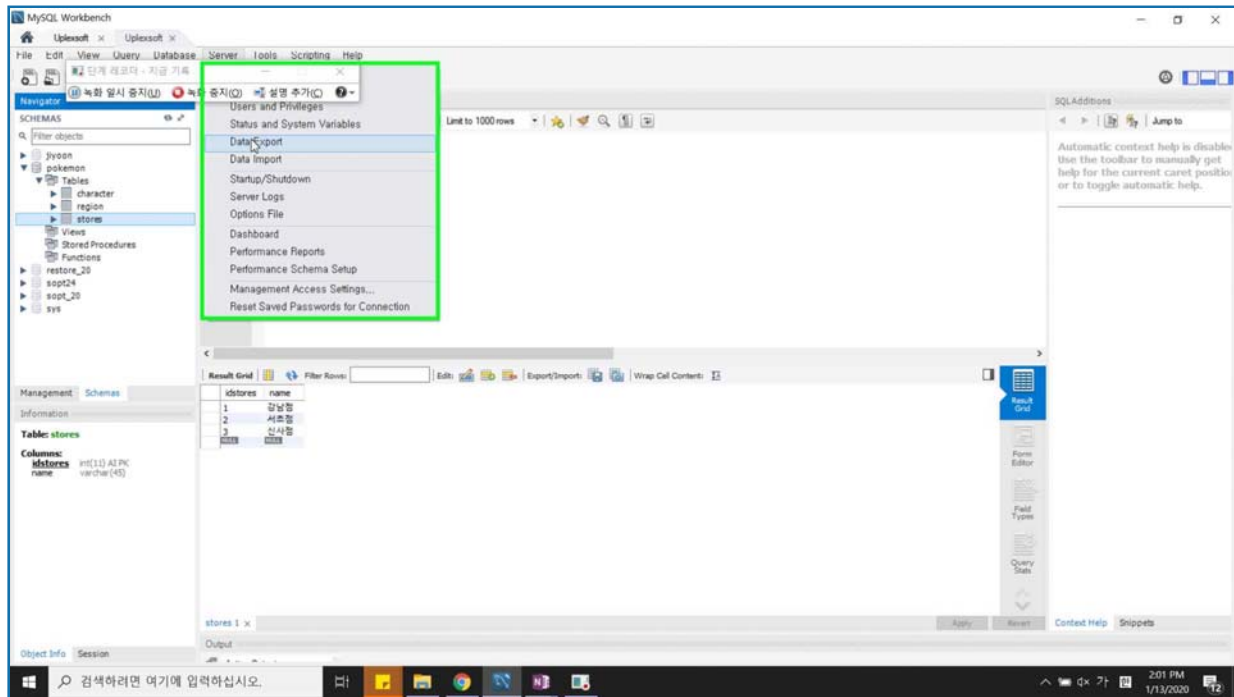 MySQL Workbench
Uplexsoft × Uplexsoft ×
File Edit View Query Database Server Tools Scripting Help
단계 레코더 - 지금 기록
녹화 일시 중지(U) 녹화 중지(O) 설명 추가(C)
Navigator
SCHEMAS
Filter objects
jiyoon
pokemon
Tables
character
region
stores
Views
Stored Procedures
Functions
restore_20
sopt24
sopt_20
sys
Users and Privileges
Status and System Variables
Data Export
Data Import
Startup/Shutdown
Server Logs
Options File
Dashboard
Performance Reports
Performance Schema Setup
Management Access Settings...
Reset Saved Passwords for Connection
Limit to 1000 rows
SQLAdditions
Jump to
Automatic context help is disable
Use the toolbar to manually get
help for the current caret positio
or to toggle automatic help.
Result Grid Filter Rows: Edit: Export/Import: Wrap Cell Content:
idstores name
1 강남점
2 서초점
3 신사점
NULL NULL
Result Grid
Form Editor
Field Types
Query Stats
Management Schemas
Information
Table: stores
Columns:
idstores int(11) AI PK
name varchar(45)
stores 1 ×
Apply Revert
Context Help Snippets
Output
Object Info Session
검색하려면 여기에 입력하십시오.
가
2:01 PM
1/13/2020
12